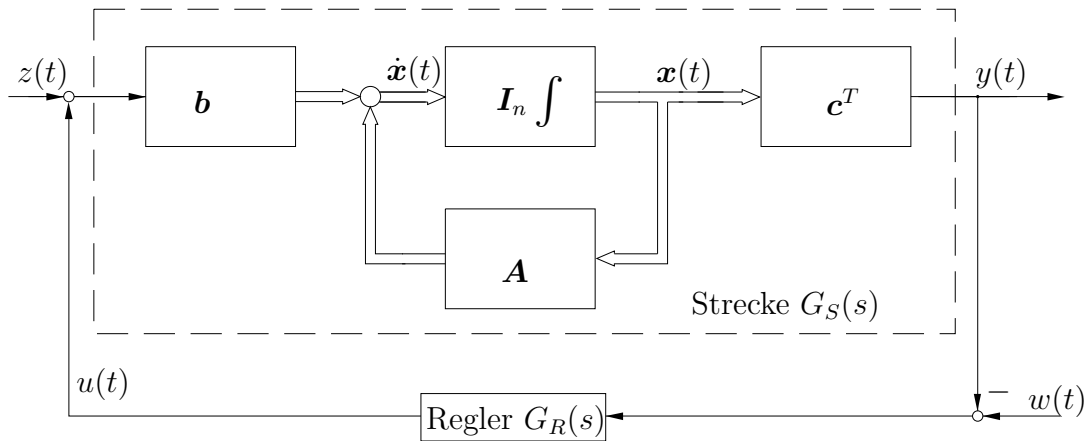 z(t)
b
ẋ(t)
Iₙ ∫
x(t)
cᵀ
y(t)
A
Strecke G_S(s)
u(t)
Regler G_R(s)
−
w(t)